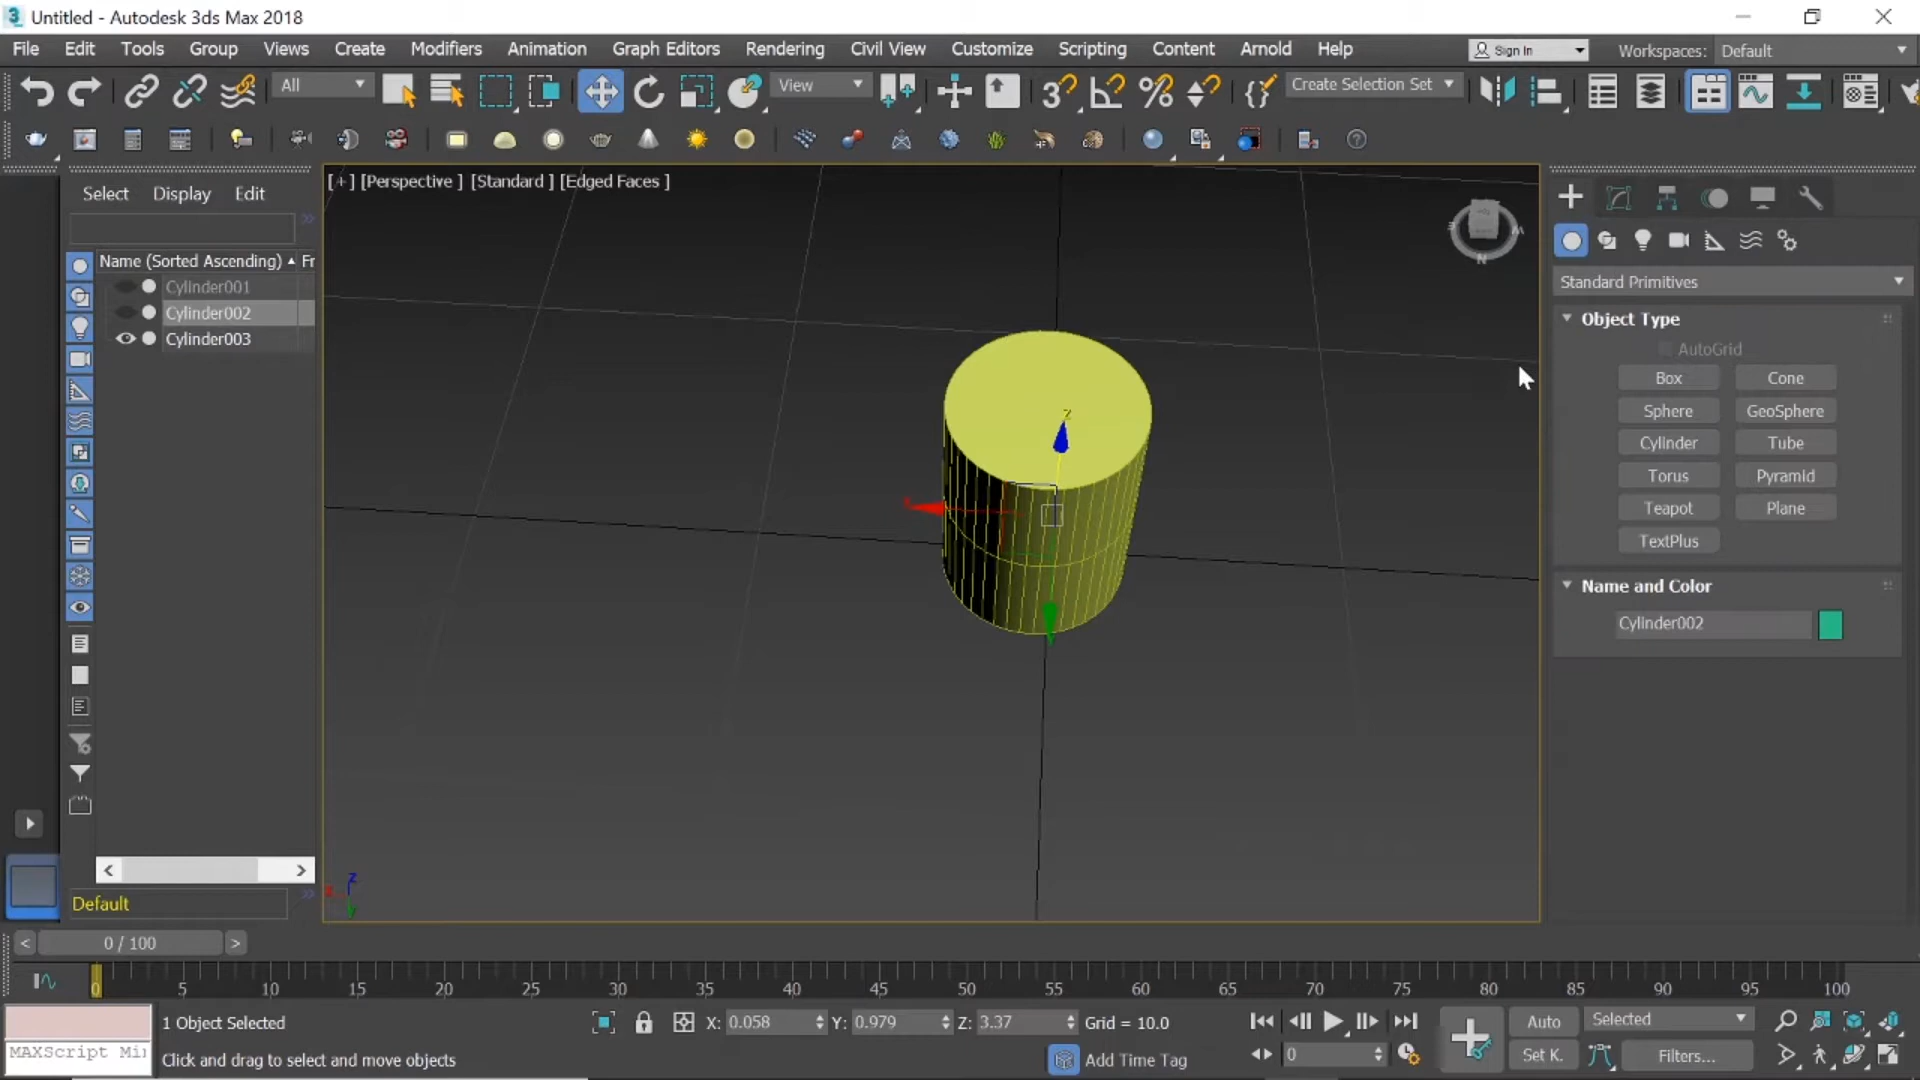 Untitled - Autodesk 3ds Max 2018
File Edit Tools Group Views Create Modifiers Animation Graph Editors Rendering Civil View Customize Scripting Content Arnold Help Sign In Workspaces: Default
All View Create Selection Set
Select Display Edit
[+] [Perspective ] [Standard ] [Edged Faces ]
Name (Sorted Ascending) Fr
Cylinder001
Cylinder002
Cylinder003
Standard Primitives
Object Type
AutoGrid
Box Cone
Sphere GeoSphere
Cylinder Tube
Torus Pyramid
Teapot Plane
TextPlus
Name and Color
Cylinder002
Default
0 / 100
0 5 10 15 20 25 30 35 40 45 50 55 60 65 70 75 80 85 90 95 100
1 Object Selected X: 0.058 Y: 0.979 Z: 3.37 Grid = 10.0 Auto Selected
MAXScript Mi
Click and drag to select and move objects Add Time Tag 0 Set K. Filters...